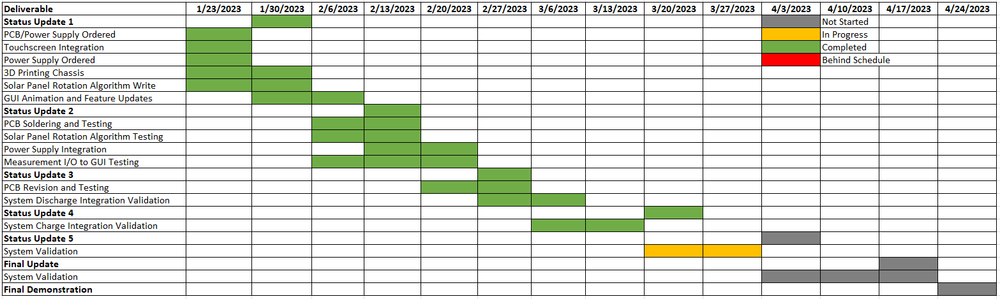 Deliverable 1/23/2023 1/30/2023 2/6/2023 2/13/2023 2/20/2023 2/27/2023 3/6/2023 3/13/2023 3/20/2023 3/27/2023 4/3/2023 4/10/2023 4/17/2023 4/24/2023
Status Update 1 Not Started
PCB/Power Supply Ordered In Progress
Touchscreen Integration Completed
Power Supply Ordered Behind Schedule
3D Printing Chassis
Solar Panel Rotation Algorithm Write
GUI Animation and Feature Updates
Status Update 2
PCB Soldering and Testing
Solar Panel Rotation Algorithm Testing
Power Supply Integration
Measurement I/O to GUI Testing
Status Update 3
PCB Revision and Testing
System Discharge Integration Validation
Status Update 4
System Charge Integration Validation
Status Update 5
System Validation
Final Update
System Validation
Final Demonstration